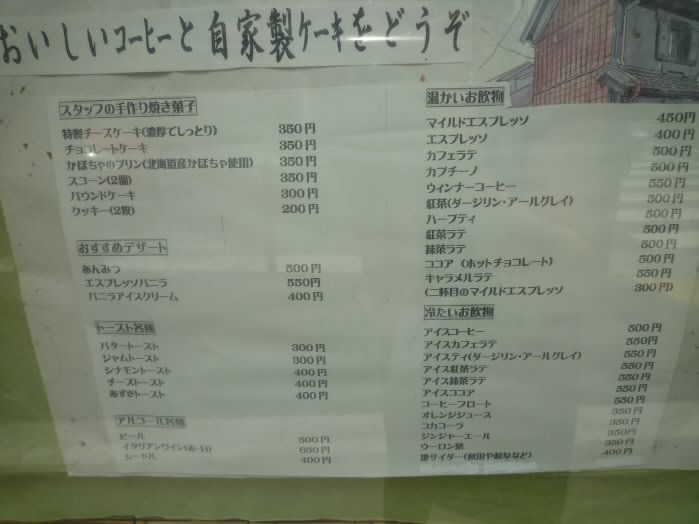 おいしいコーヒーと自家製ケーキをどうぞ
スタッフの手作り焼き菓子
特製チーズケーキ(濃厚でしっとり) 350円
チョコレートケーキ 350円
かぼちゃのプリン(北海道産かぼちゃ使用) 350円
スコーン(2個) 350円
パウンドケーキ 300円
クッキー(2枚) 200円
おすすめデザート
あんみつ 500円
エスプレッソバニラ 550円
バニラアイスクリーム 400円
トースト各種
バタートースト 300円
ジャムトースト 300円
シナモントースト 400円
チーズトースト 400円
あずきトースト 400円
アルコール各種
ビール 500円
イタリアンワイン(赤・白) 650円
シードル 400円
温かいお飲物
マイルドエスプレッソ 450円
エスプレッソ 400円
カフェラテ 500円
カプチーノ 500円
ウィンナーコーヒー 550円
紅茶(ダージリン・アールグレイ) 500円
ハーブティ 500円
紅茶ラテ 500円
抹茶ラテ 500円
ココア (ホットチョコレート) 500円
キャラメルラテ 550円
(二杯目のマイルドエスプレッソ 300円)
冷たいお飲物
アイスコーヒー 500円
アイスカフェラテ 550円
アイスティ(ダージリン・アールグレイ) 550円
アイス紅茶ラテ 550円
アイス抹茶ラテ 550円
アイスココア 550円
コーヒーフロート 550円
オレンジジュース 350円
コカコーラ 350円
ジンジャーエール 350円
ウーロン茶 350円
地サイダー(秋田や岐阜など) 400円